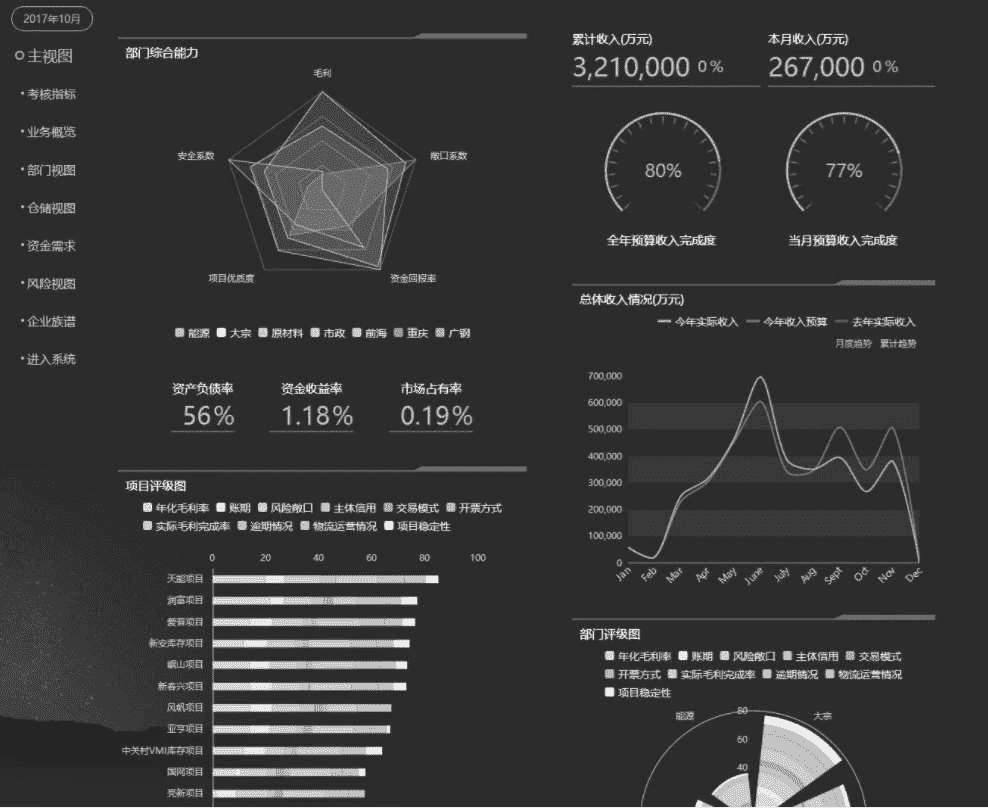 2017年10月
主视图
考核指标
业务概览
部门视图
仓储视图
资金需求
风险视图
企业族谱
进入系统
部门综合能力
毛利
安全系数
敞口系数
项目优质度
资金回报率
能源 大宗 原材料 市政 前海 重庆 广钢
资产负债率 资金收益率 市场占有率
56% 1.18% 0.19%
项目评级图
年化毛利率 账期 风险敞口 主体信用 交易模式 开票方式
实际毛利完成率 逾期情况 物流运营情况 项目稳定性
0 20 40 60 80 100
天能项目
润富项目
爱普项目
新安库存项目
岷山项目
新春兴项目
风帆项目
亚亨项目
中关村VMI库存项目
国网项目
亮新项目
累计收入(万元) 本月收入(万元)
3,210,000 0% 267,000 0%
80% 77%
全年预算收入完成度 当月预算收入完成度
总体收入情况(万元)
今年实际收入 今年收入预算 去年实际收入
月度趋势 累计趋势
700,000
600,000
500,000
400,000
300,000
200,000
100,000
0
Jan Feb Mar Apr May June July Aug Sept Oct Nov Dec
部门评级图
年化毛利率 账期 风险敞口 主体信用 交易模式
开票方式 实际毛利完成率 逾期情况 物流运营情况
项目稳定性
能源 80 大宗
60
40